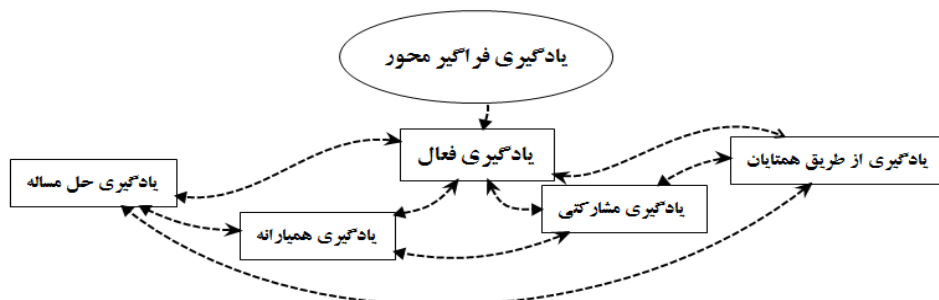 یادگیری فراگیر محور
یادگیری فعال
یادگیری از طریق همتایان
یادگیری حل مساله
یادگیری مشارکتی
یادگیری همیارانه